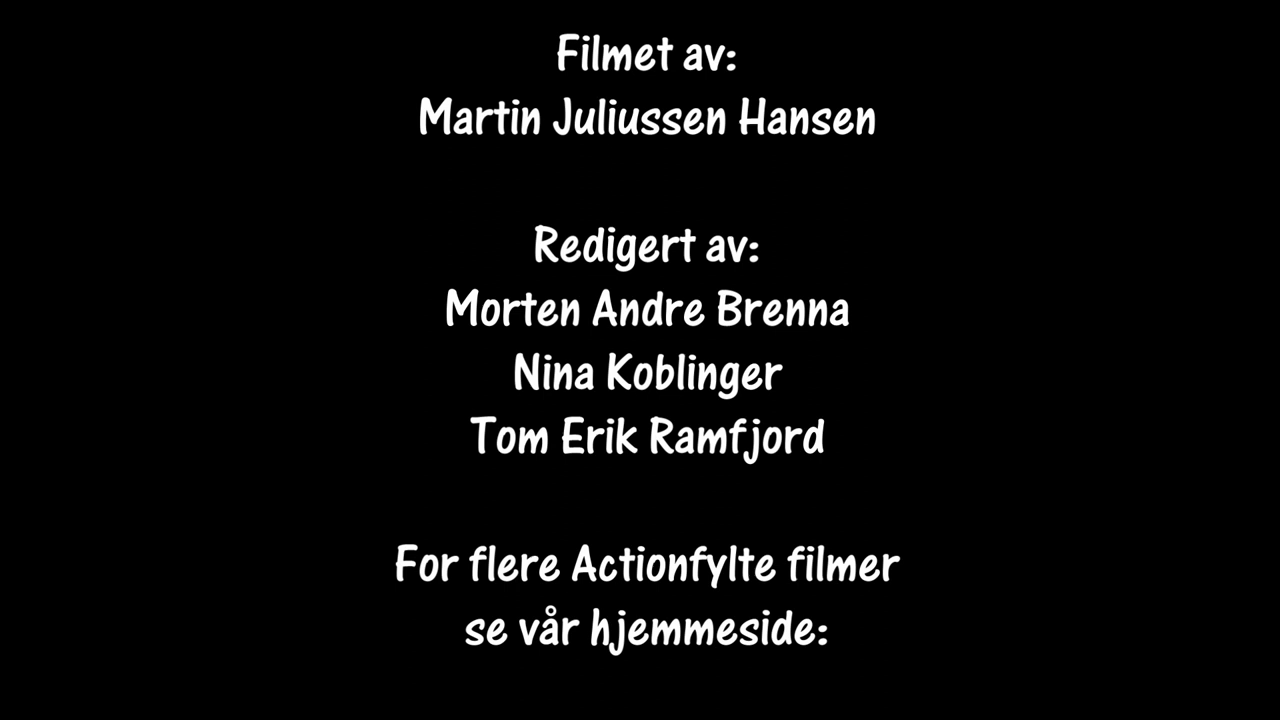 Filmet av:
Martin Juliussen Hansen
Redigert av:
Morten Andre Brenna
Nina Koblinger
Tom Erik Ramfjord
For flere Actionfylte filmer
se vår hjemmeside: